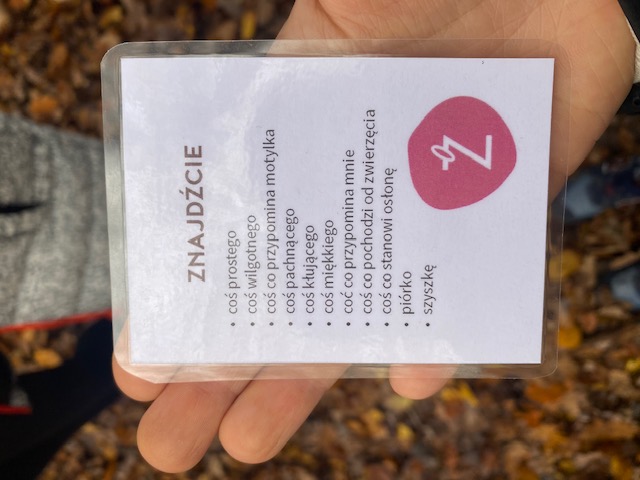 ZNAJDŹCIE
• coś prostego
• coś wilgotnego
• coś co przypomina motylka
• coś pachnącego
• coś kłującego
• coś miękkiego
• coć co przypomina mnie
• coś co pochodzi od zwierzęcia
• coś co stanowi osłonę
• piórko
• szyszkę
Z